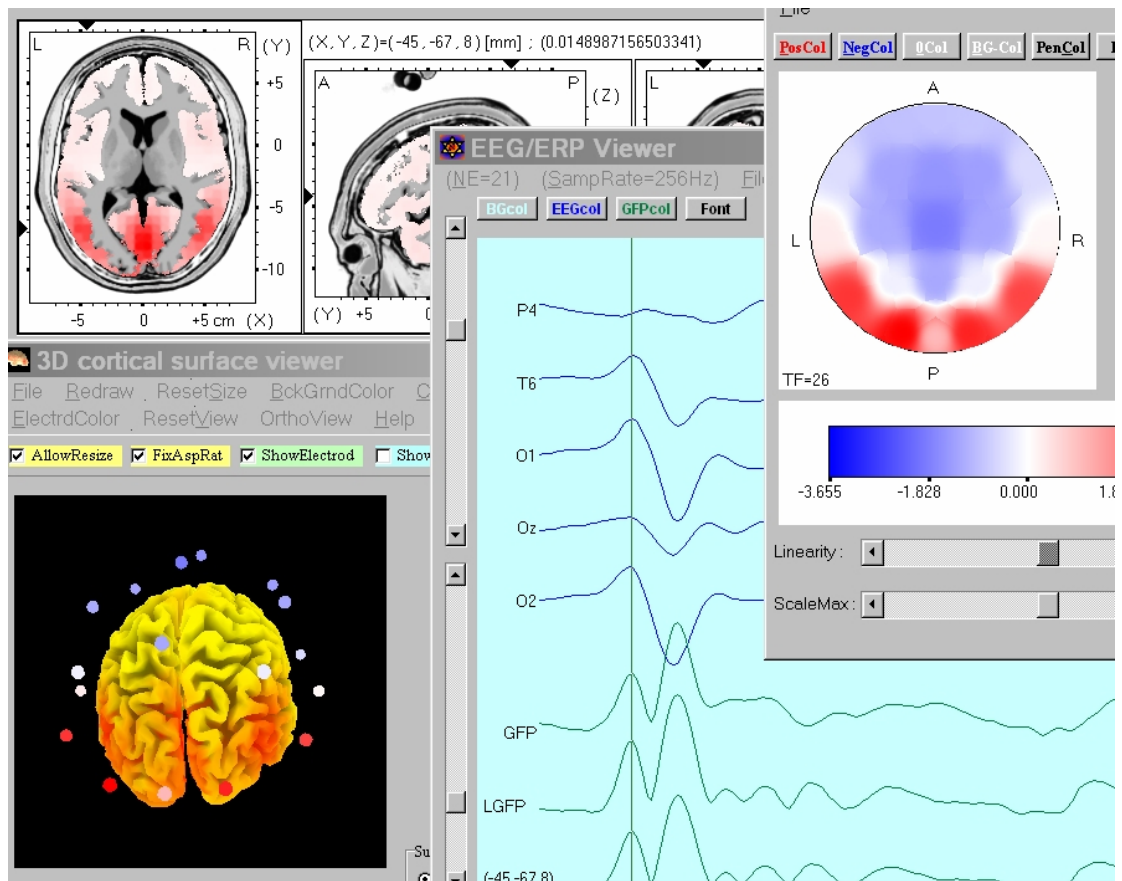 L R (Y)
+5
0
-5
-10
-5 0 +5 cm (X)
(X, Y, Z)=(-45, -67, 8) [mm] ; (0.0148987156503341)
A P (Z)
(Y) +5
L
3D cortical surface viewer
File Redraw ResetSize BckGrndColor
ElectrdColor ResetView OrthoView Help
AllowResize FixAspRat ShowElectrod Show
EEG/ERP Viewer
(NE=21) (SampRate=256Hz)
BGcol EEGcol GFPcol Font
P4
T6
O1
Oz
O2
GFP
LGFP
(-45 -67 8)
File
PosCol NegCol 0Col BG-Col PenCol
A
L R
P
TF=26
-3.655 -1.828 0.000
Linearity :
ScaleMax :